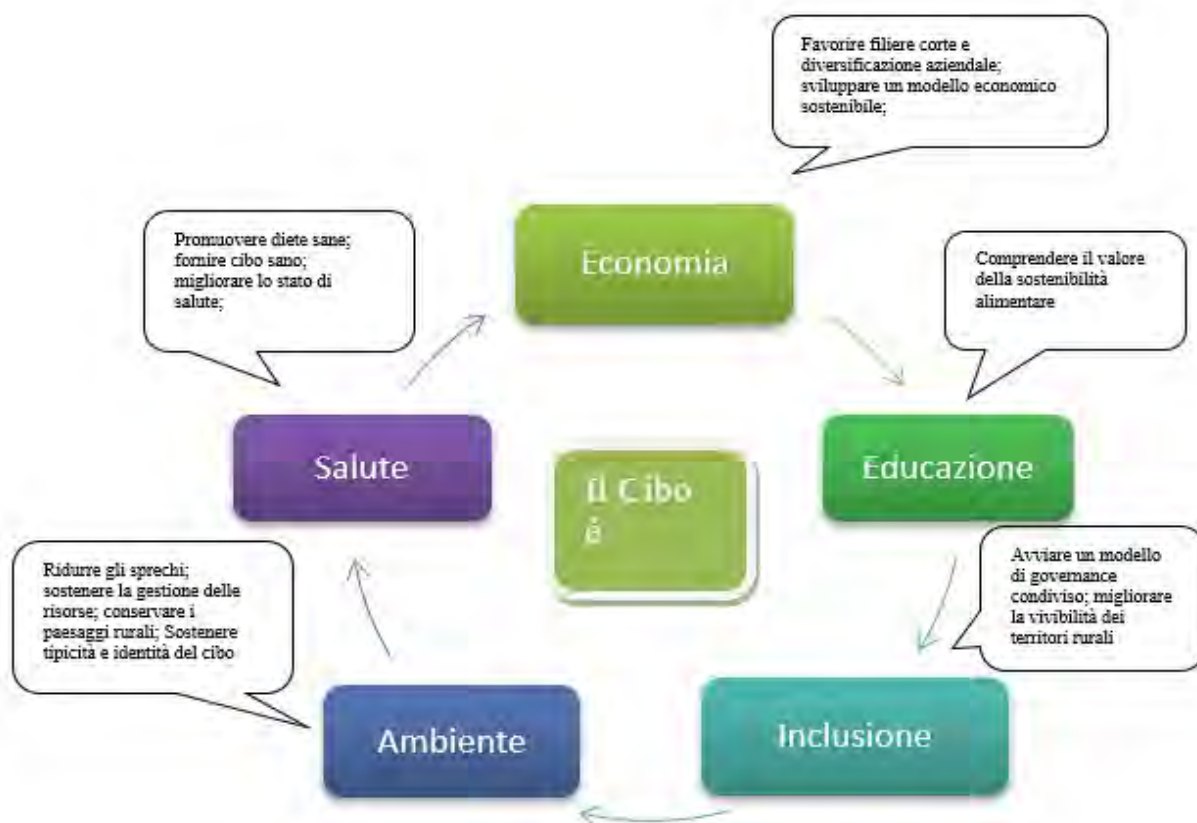 Favorire filiere corte e
diversificazione aziendale;
sviluppare un modello economico
sostenibile;
Economia
Promuovere diete sane;
fornire cibo sano;
migliorare lo stato di
salute;
Comprendere il valore
della sostenibilità
alimentare
Salute
Il Cibo
è
Educazione
Ridurre gli sprechi;
sostenere la gestione delle
risorse; conservare i
paesaggi rurali; Sostenere
tipicità e identità del cibo
Avviare un modello
di governance
condiviso; migliorare
la vivibilità dei
territori rurali
Ambiente
Inclusione